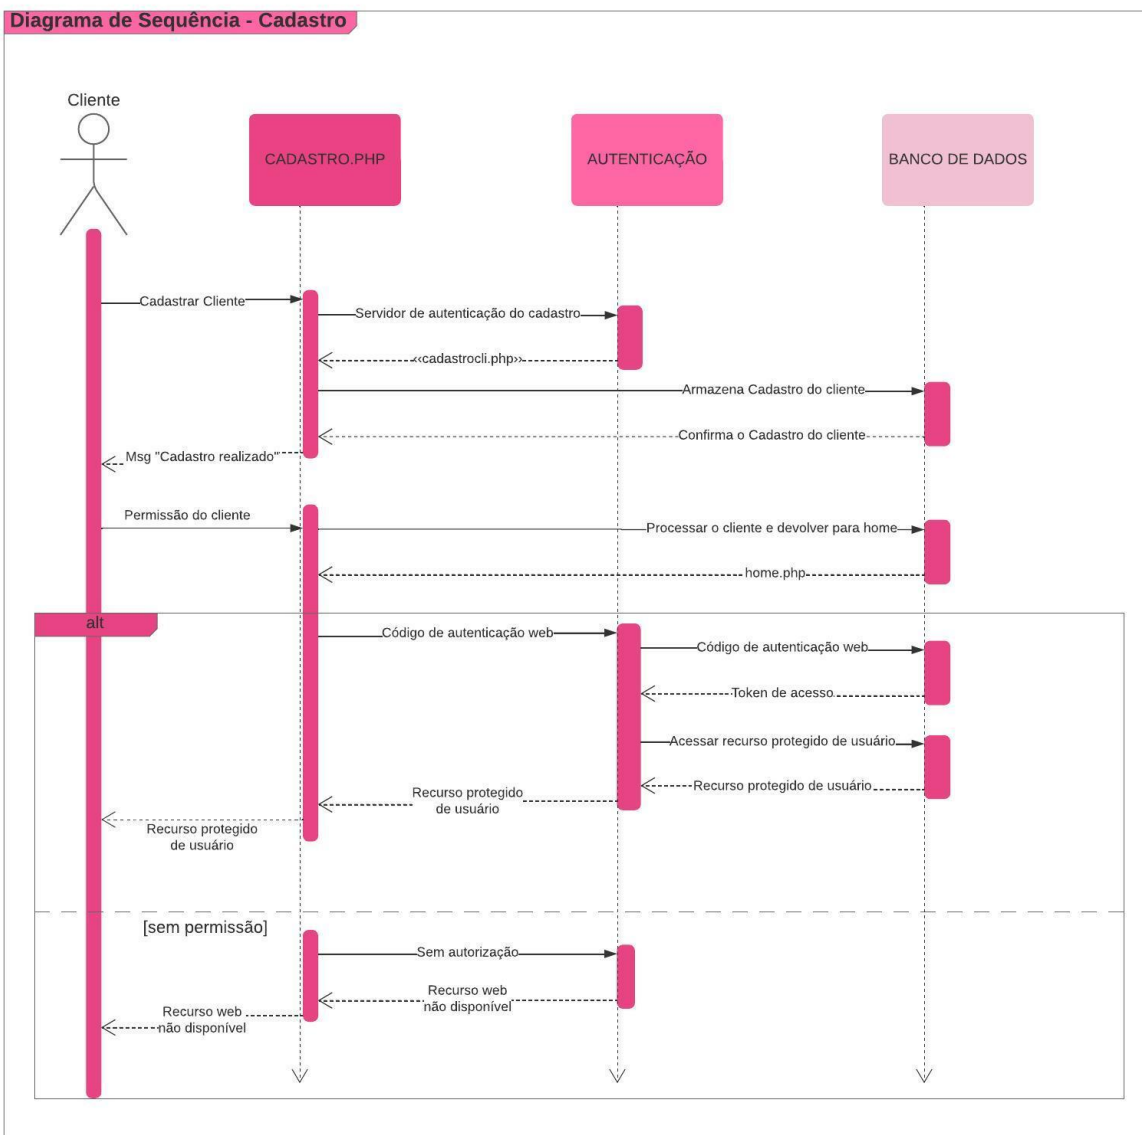 Diagrama de Sequência - Cadastro
Cliente
CADASTRO.PHP
AUTENTICAÇÃO
BANCO DE DADOS
Cadastrar Cliente
Servidor de autenticação do cadastro
‹‹cadastrocli.php››
Armazena Cadastro do cliente
Confirma o Cadastro do cliente
Msg "Cadastro realizado"
Permissão do cliente
Processar o cliente e devolver para home
home.php
alt
Código de autenticação web
Código de autenticação web
Token de acesso
Acessar recurso protegido de usuário
Recurso protegido de usuário
Recurso protegido
de usuário
Recurso protegido
de usuário
[sem permissão]
Sem autorização
Recurso web
não disponível
Recurso web
não disponível